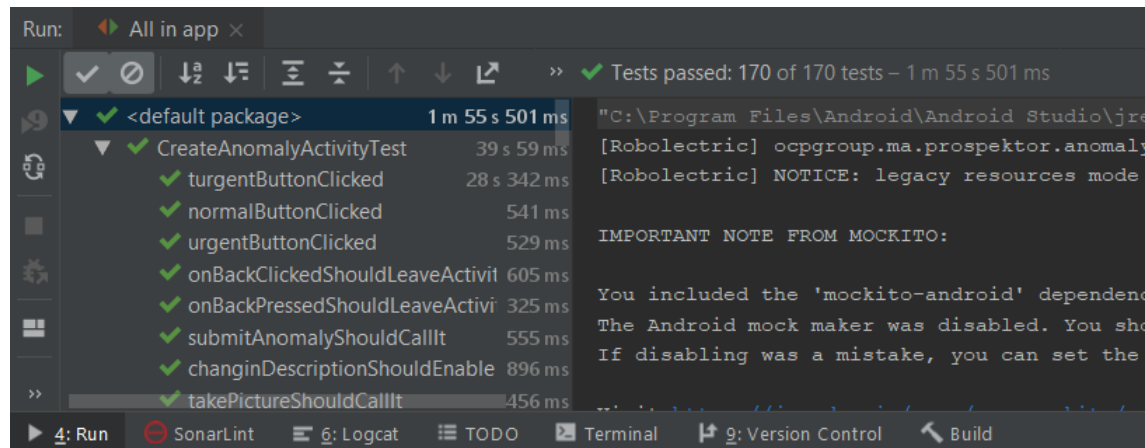 Run: All in app ×
» Tests passed: 170 of 170 tests – 1 m 55 s 501 ms
<default package> 1 m 55 s 501 ms
CreateAnomalyActivityTest 39 s 59 ms
turgentButtonClicked 28 s 342 ms
normalButtonClicked 541 ms
urgentButtonClicked 529 ms
onBackClickedShouldLeaveActivit 605 ms
onBackPressedShouldLeaveActivi 325 ms
submitAnomalyShouldCallIt 555 ms
changinDescriptionShouldEnable 896 ms
takePictureShouldCallIt 456 ms
"C:\Program Files\Android\Android Studio\jre
[Robolectric] ocpgroup.ma.prospektor.anomaly
[Robolectric] NOTICE: legacy resources mode
IMPORTANT NOTE FROM MOCKITO:
You included the 'mockito-android' dependenc
The Android mock maker was disabled. You sho
If disabling was a mistake, you can set the
»
4: Run SonarLint 6: Logcat TODO Terminal 9: Version Control Build